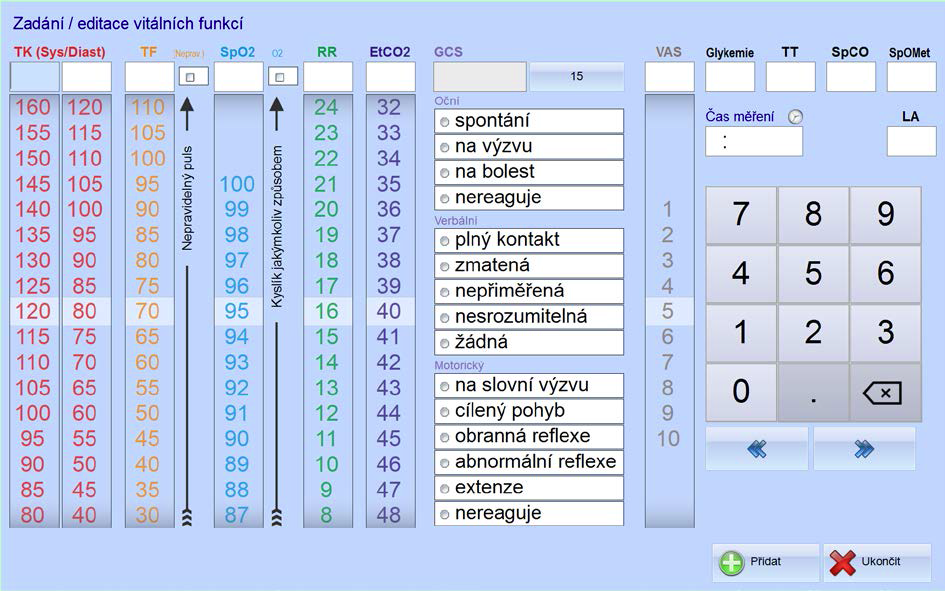 Zadání / editace vitálních funkcí
TK (Sys/Diast) TF (Neprav.) SpO2 O2 RR EtCO2 GCS VAS Glykemie TT SpCO SpOMet
15
Čas měření LA
:
Oční
spontání
na výzvu
na bolest
nereaguje
Verbální
plný kontakt
zmatená
nepřiměřená
nesrozumitelná
žádná
Motorický
na slovní výzvu
cílený pohyb
obranná reflexe
abnormální reflexe
extenze
nereaguje
Nepravidelný puls
Kyslík jakýmkoliv způsobem
160 120 110 24 32
155 115 105 23 33
150 110 100 22 34
145 105 95 100 21 35
140 100 90 99 20 36 1
135 95 85 98 19 37 2
130 90 80 97 18 38 3
125 85 75 96 17 39 4
120 80 70 95 16 40 5
115 75 65 94 15 41 6
110 70 60 93 14 42 7
105 65 55 92 13 43 8
100 60 50 91 12 44 9
95 55 45 90 11 45 10
90 50 40 89 10 46
85 45 35 88 9 47
80 40 30 87 8 48
7 8 9
4 5 6
1 2 3
0 .
Přidat Ukončit